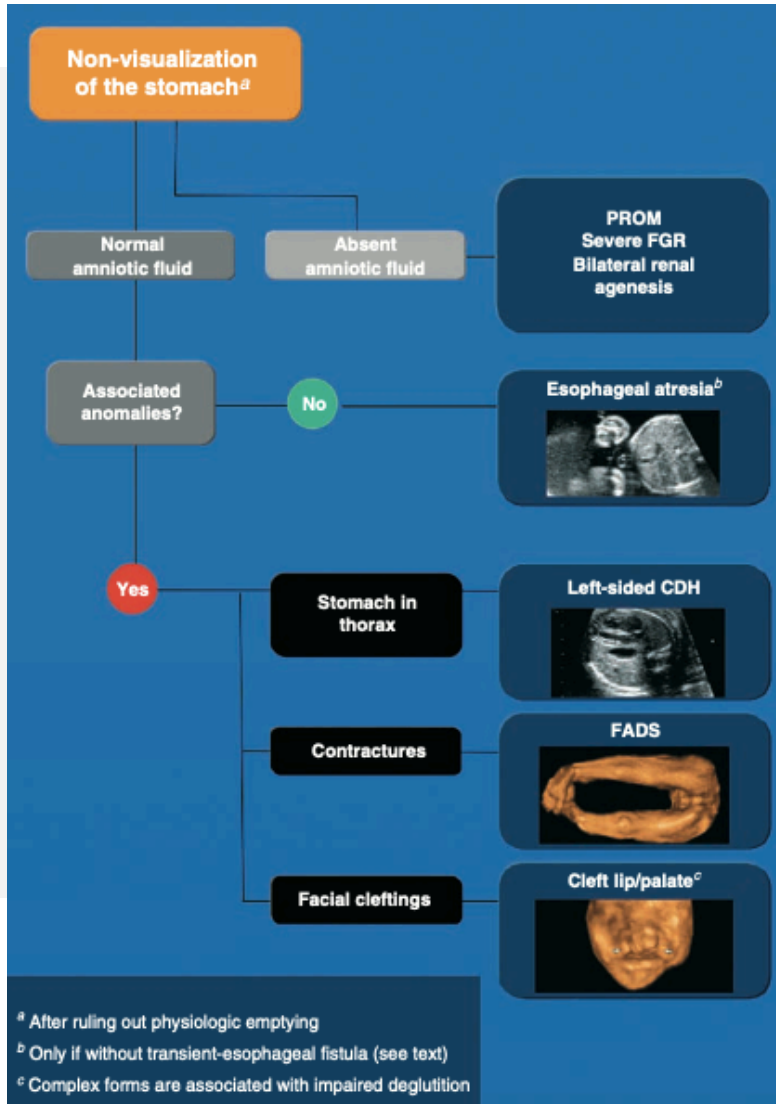 Non-visualization
of the stomach^a
Normal
amniotic fluid
Absent
amniotic fluid
PROM
Severe FGR
Bilateral renal
agenesis
Associated
anomalies?
No
Esophageal atresia^b
Yes
Stomach in
thorax
Left-sided CDH
Contractures
FADS
Facial cleftings
Cleft lip/palate^c
^a After ruling out physiologic emptying
^b Only if without transient-esophageal fistula (see text)
^c Complex forms are associated with impaired deglutition